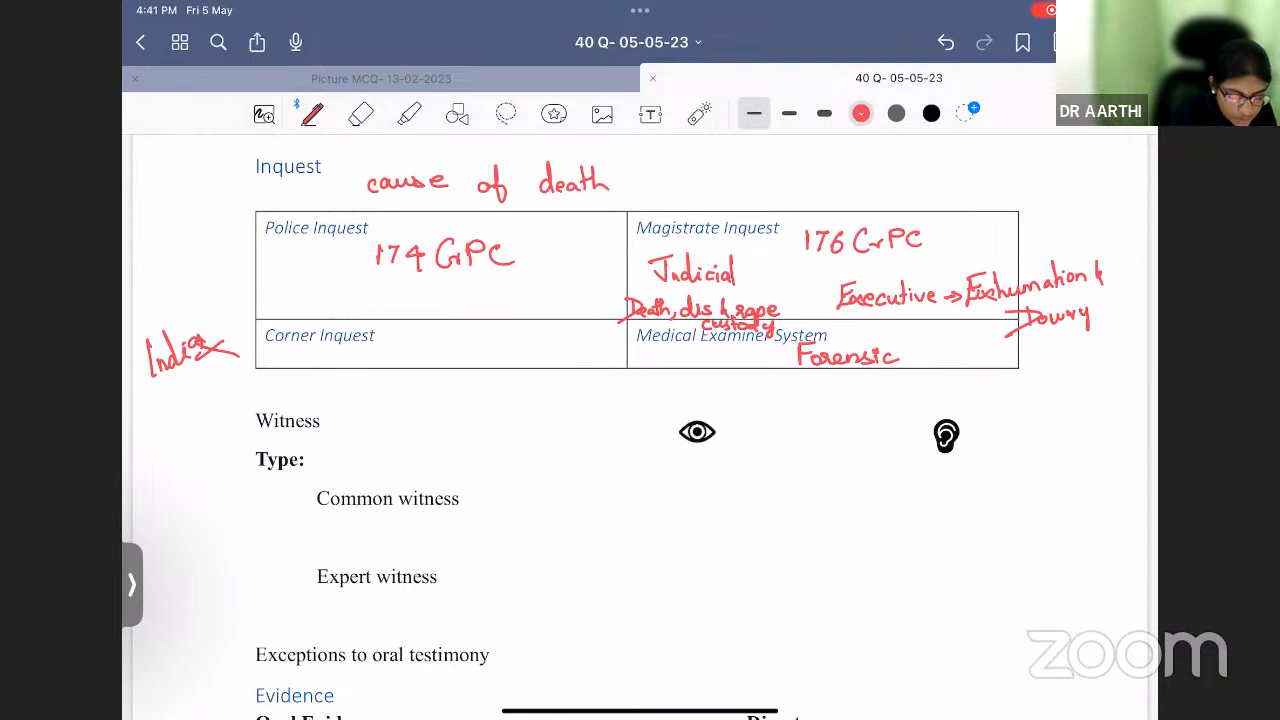 4:41 PM Fri 5 May
40 Q- 05-05-23
Picture MCQ- 13-02-2023
40 Q- 05-05-23
DR AARTHI
Inquest
cause of death
Police Inquest
174 CrPC
Magistrate Inquest
176 CrPC
Judicial
Death, dis & rape
custody
Executive → Exhumation &
Dowry
India
Corner Inquest
Medical Examiner System
Forensic
Witness
Type:
Common witness
Expert witness
Exceptions to oral testimony
Evidence
zoom